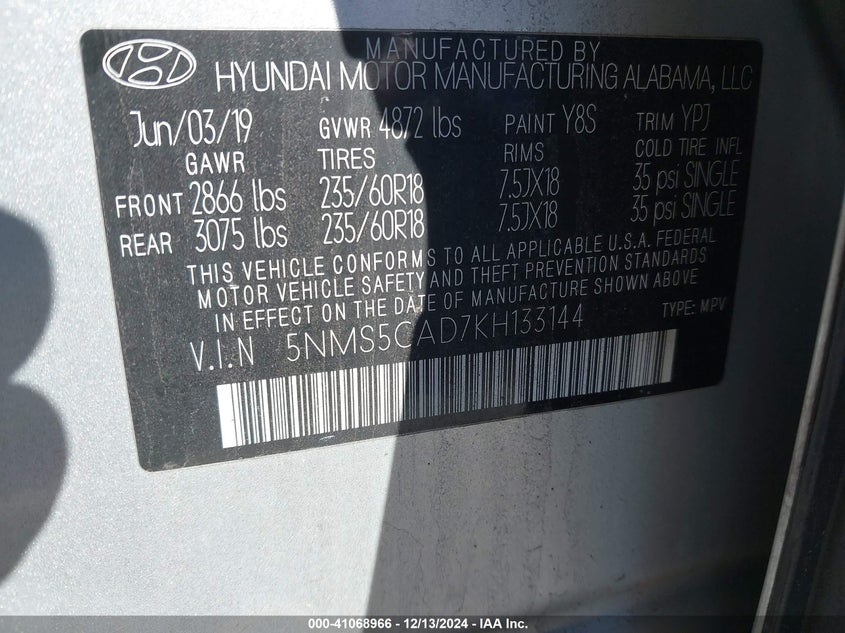 MANUFACTURED BY
HYUNDAI MOTOR MANUFACTURING ALABAMA, LLC
Jun/03/19 GVWR 4872 lbs PAINT Y8S TRIM YPJ
GAWR TIRES RIMS COLD TIRE INFL
FRONT 2866 lbs 235/60R18 7.5JX18 35 psi SINGLE
REAR 3075 lbs 235/60R18 7.5JX18 35 psi SINGLE
THIS VEHICLE CONFORMS TO ALL APPLICABLE U.S.A. FEDERAL
MOTOR VEHICLE SAFETY AND THEFT PREVENTION STANDARDS
IN EFFECT ON THE DATE OF MANUFACTURE SHOWN ABOVE
V.I.N 5NMS5CAD7KH133144 TYPE: MPV
000-41068966 - 12/13/2024 - IAAI.com